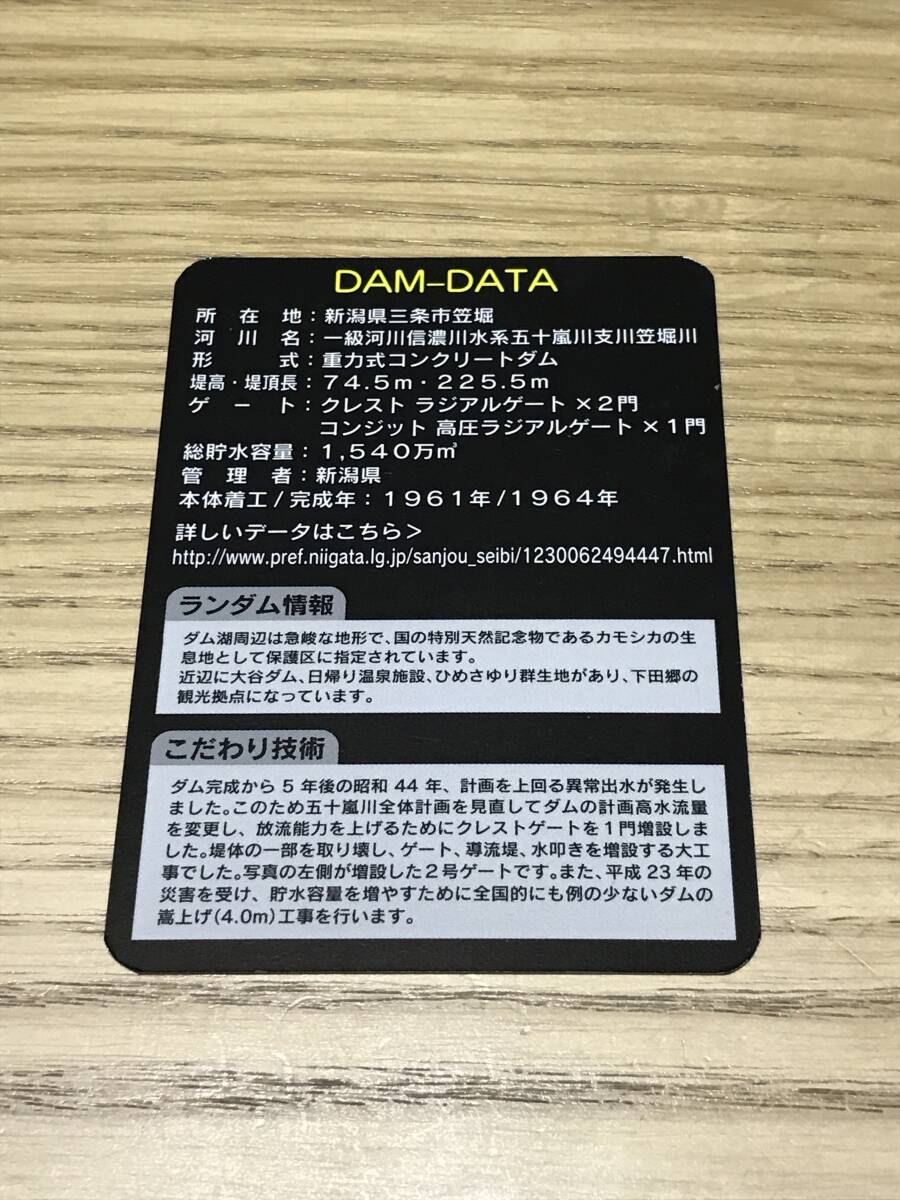 DAM–DATA
所在地：新潟県三条市笠堀
河川名：一級河川信濃川水系五十嵐川支川笠堀川
形式：重力式コンクリートダム
堤高・堤頂長：７４.５ｍ・２２５.５ｍ
ゲート：クレスト ラジアルゲート ×２門
コンジット 高圧ラジアルゲート ×１門
総貯水容量：１,５４０万㎥
管理者：新潟県
本体着工/完成年：１９６１年/１９６４年
詳しいデータはこちら＞
http://www.pref.niigata.lg.jp/sanjou_seibi/1230062494447.html
ランダム情報
ダム湖周辺は急峻な地形で、国の特別天然記念物であるカモシカの生
息地として保護区に指定されています。
近辺に大谷ダム、日帰り温泉施設、ひめさゆり群生地があり、下田郷の
観光拠点になっています。
こだわり技術
ダム完成から 5 年後の昭和 44 年、計画を上回る異常出水が発生し
ました。このため五十嵐川全体計画を見直してダムの計画高水流量
を変更し、放流能力を上げるためにクレストゲートを１門増設しま
した。堤体の一部を取り壊し、ゲート、導流堤、水叩きを増設する大工
事でした。写真の左側が増設した２号ゲートです。また、平成 23 年の
災害を受け、貯水容量を増やすために全国的にも例の少ないダムの
嵩上げ（4.0m）工事を行います。